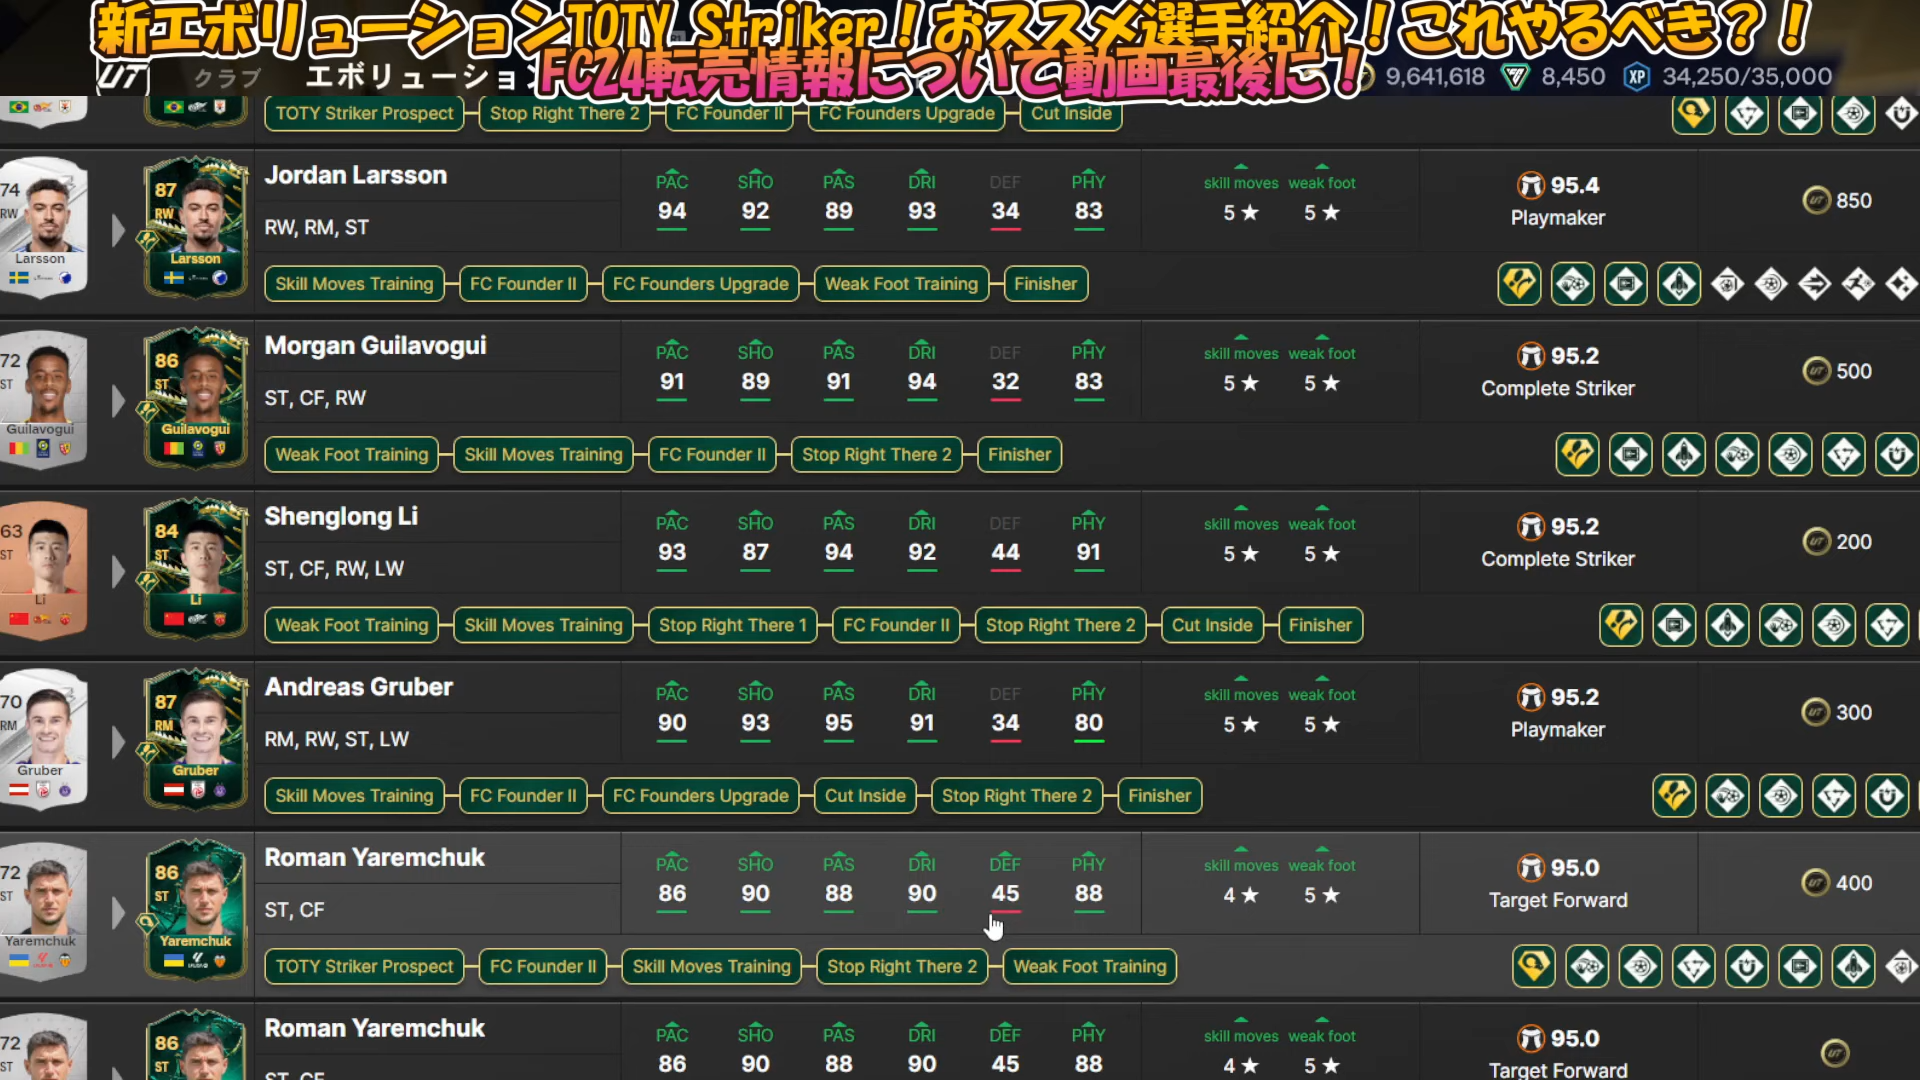 新エボリューションTOTY Striker！おススメ選手紹介！これやるべき？！
FC24転売情報について動画最後に！
UT クラブ エボリューション 9,641,618 8,450 XP 34,250/35,000
TOTY Striker Prospect Stop Right There 2 FC Founder II FC Founders Upgrade Cut Inside
74 RW Larsson 87 RW Larsson
Jordan Larsson
RW, RM, ST
PAC SHO PAS DRI DEF PHY
94 92 89 93 34 83
skill moves weak foot
5 ★ 5 ★
95.4
Playmaker
UT 850
Skill Moves Training FC Founder II FC Founders Upgrade Weak Foot Training Finisher
72 ST Guilavogui 86 ST Guilavogui
Morgan Guilavogui
ST, CF, RW
PAC SHO PAS DRI DEF PHY
91 89 91 94 32 83
skill moves weak foot
5 ★ 5 ★
95.2
Complete Striker
UT 500
Weak Foot Training Skill Moves Training FC Founder II Stop Right There 2 Finisher
63 ST Li 84 ST Li
Shenglong Li
ST, CF, RW, LW
PAC SHO PAS DRI DEF PHY
93 87 94 92 44 91
skill moves weak foot
5 ★ 5 ★
95.2
Complete Striker
UT 200
Weak Foot Training Skill Moves Training Stop Right There 1 FC Founder II Stop Right There 2 Cut Inside Finisher
70 RM Gruber 87 RM Gruber
Andreas Gruber
RM, RW, ST, LW
PAC SHO PAS DRI DEF PHY
90 93 95 91 34 80
skill moves weak foot
5 ★ 5 ★
95.2
Playmaker
UT 300
Skill Moves Training FC Founder II FC Founders Upgrade Cut Inside Stop Right There 2 Finisher
72 ST Yaremchuk 86 ST Yaremchuk
Roman Yaremchuk
ST, CF
PAC SHO PAS DRI DEF PHY
86 90 88 90 45 88
skill moves weak foot
4 ★ 5 ★
95.0
Target Forward
UT 400
TOTY Striker Prospect FC Founder II Skill Moves Training Stop Right There 2 Weak Foot Training
72 ST 86 ST
Roman Yaremchuk
ST, CF
PAC SHO PAS DRI DEF PHY
86 90 88 90 45 88
skill moves weak foot
4 ★ 5 ★
95.0
Target Forward
UT